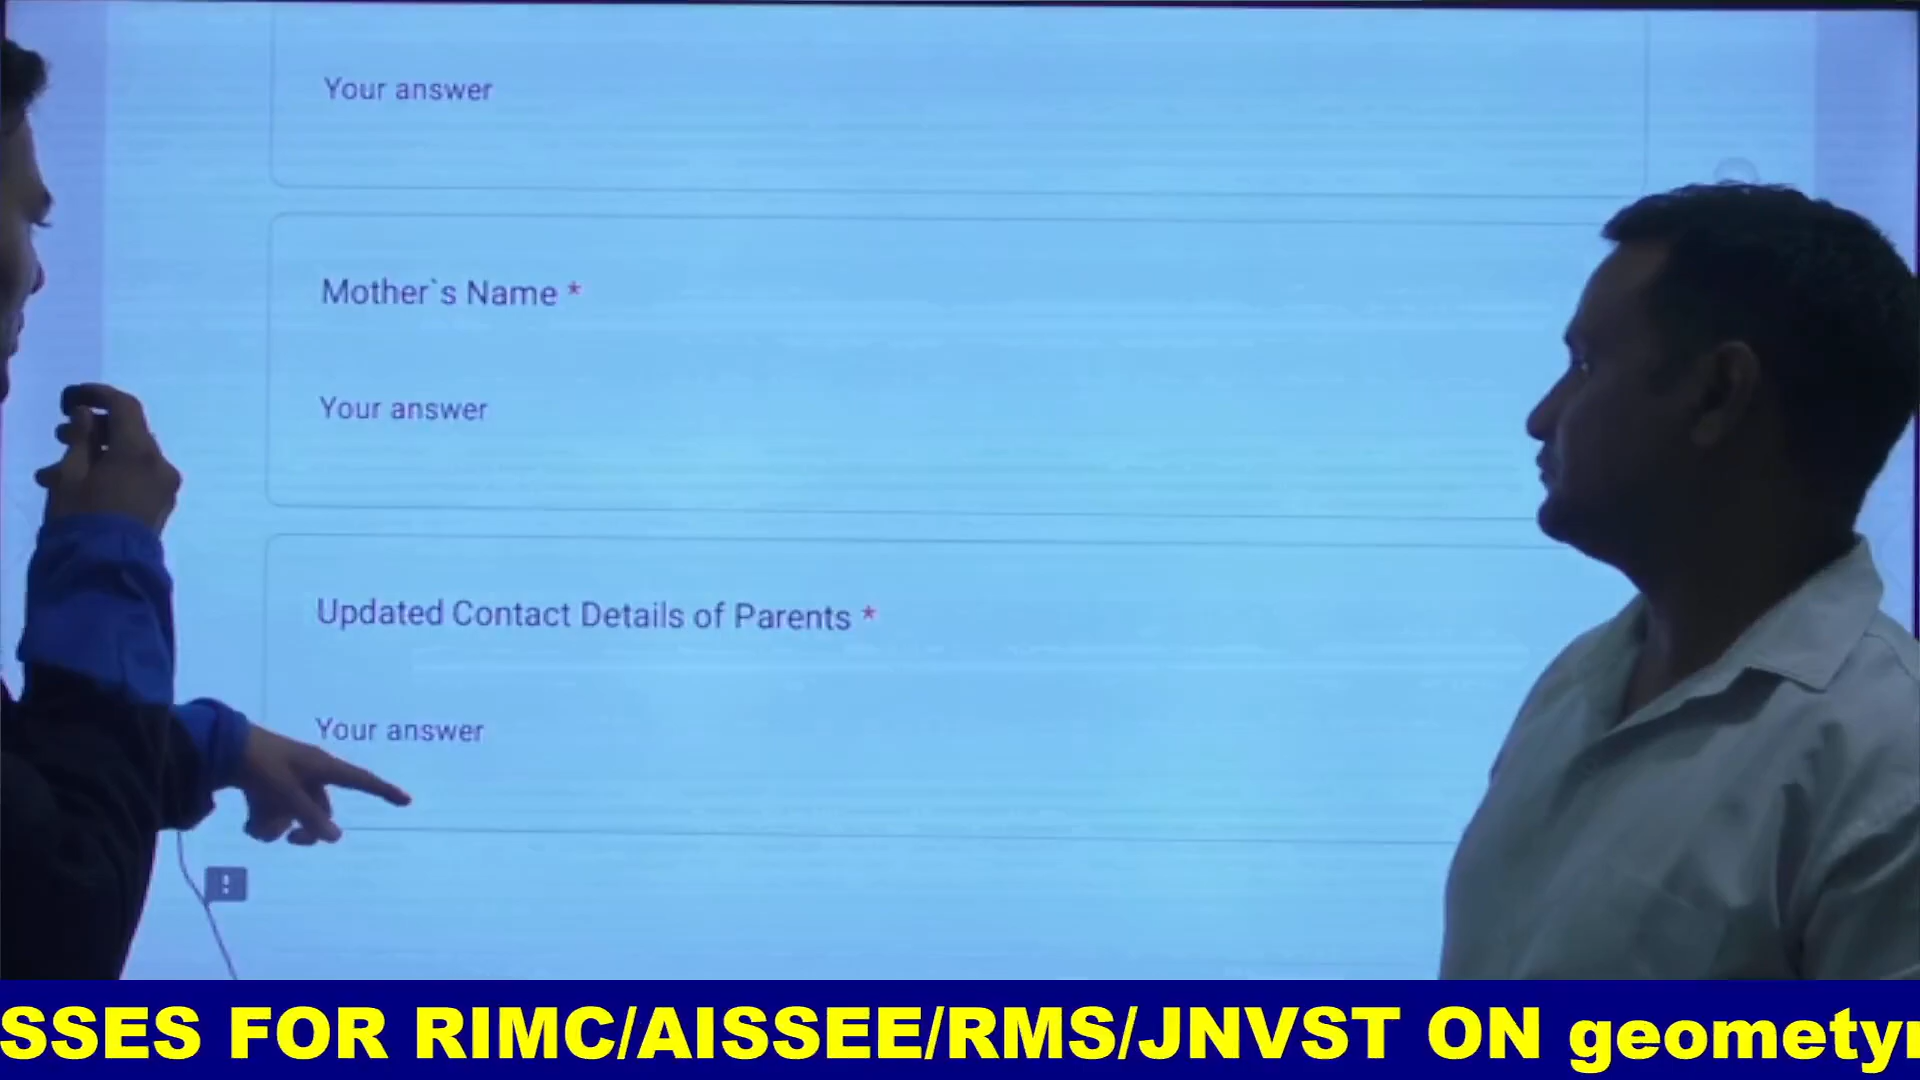 Your answer
Mother`s Name *
Your answer
Updated Contact Details of Parents *
Your answer
SSES FOR RIMC/AISSEE/RMS/JNVST ON geometyr